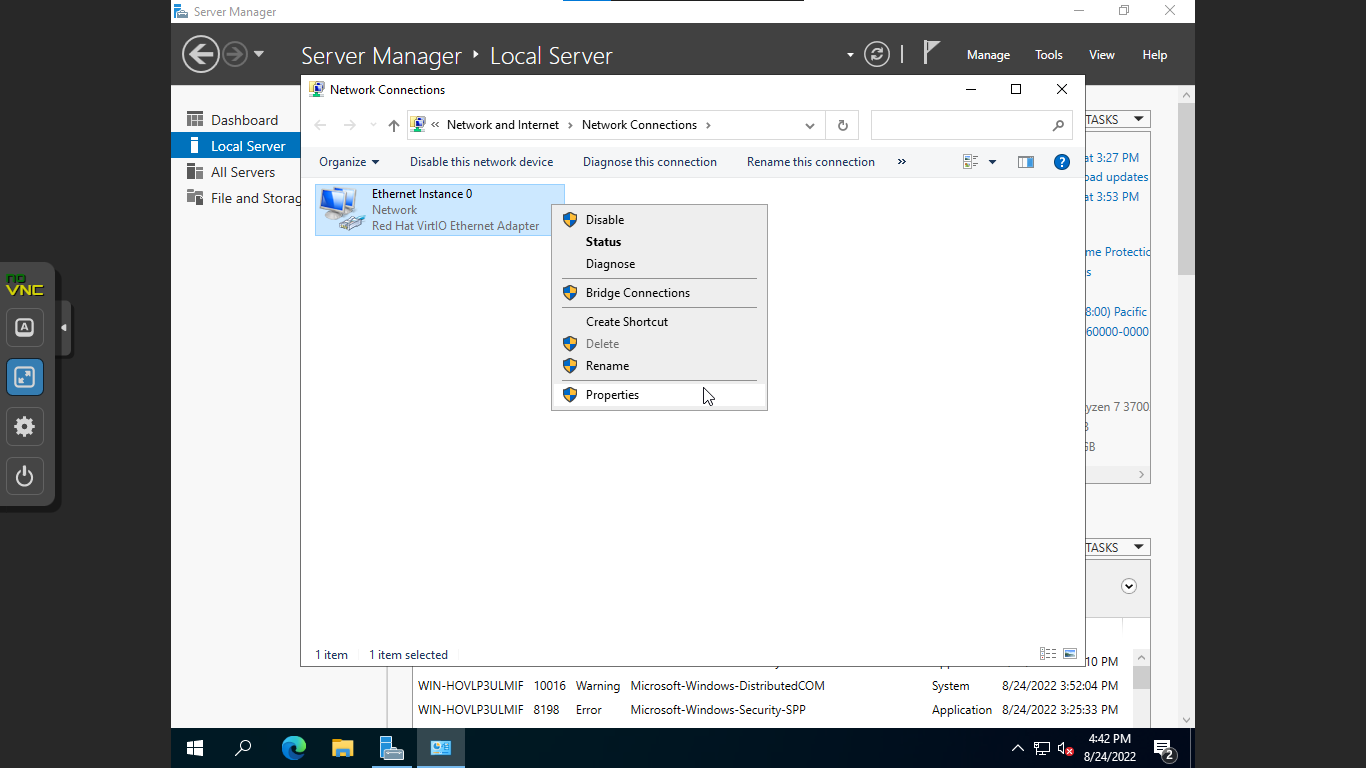 Server Manager
Server Manager Local Server
Manage Tools View Help
Network Connections
Dashboard
Local Server
All Servers
File and Storag
Network and Internet Network Connections
Organize Disable this network device Diagnose this connection Rename this connection »
Ethernet Instance 0
Network
Red Hat VirtIO Ethernet Adapter
Disable
Status
Diagnose
Bridge Connections
Create Shortcut
Delete
Rename
Properties
TASKS
at 3:27 PM
oad updates
at 3:53 PM
me Protectio
s
8:00) Pacific
60000-0000
yzen 7 3700
GB
TASKS
no
VNC
A
1 item 1 item selected
10 PM
WIN-HOVLP3ULMIF 10016 Warning Microsoft-Windows-DistributedCOM System 8/24/2022 3:52:04 PM
WIN-HOVLP3ULMIF 8198 Error Microsoft-Windows-Security-SPP Application 8/24/2022 3:25:33 PM
4:42 PM
8/24/2022
2